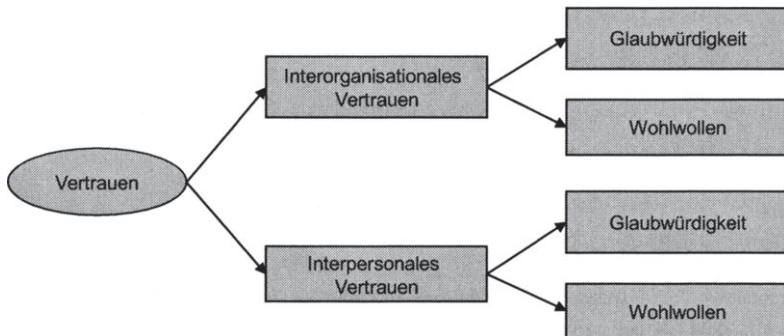 Vertrauen
Interorganisationales
Vertrauen
Glaubwürdigkeit
Wohlwollen
Interpersonales
Vertrauen
Glaubwürdigkeit
Wohlwollen